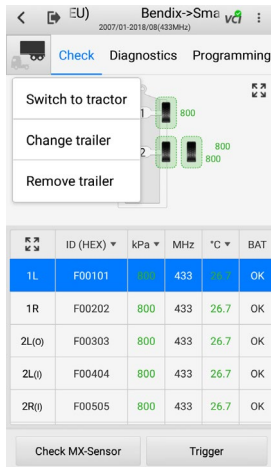 EU) Bendix->Sma vci
2007/01-2018/08(433MHz)
Check Diagnostics Programming
Switch to tractor
Change trailer
Remove trailer
1 800
2 800
800
ID (HEX) ▼ kPa ▼ MHz °C ▼ BAT
1L F00101 800 433 26.7 OK
1R F00202 800 433 26.7 OK
2L(O) F00303 800 433 26.7 OK
2L(I) F00404 800 433 26.7 OK
2R(I) F00505 800 433 26.7 OK
Check MX-Sensor Trigger